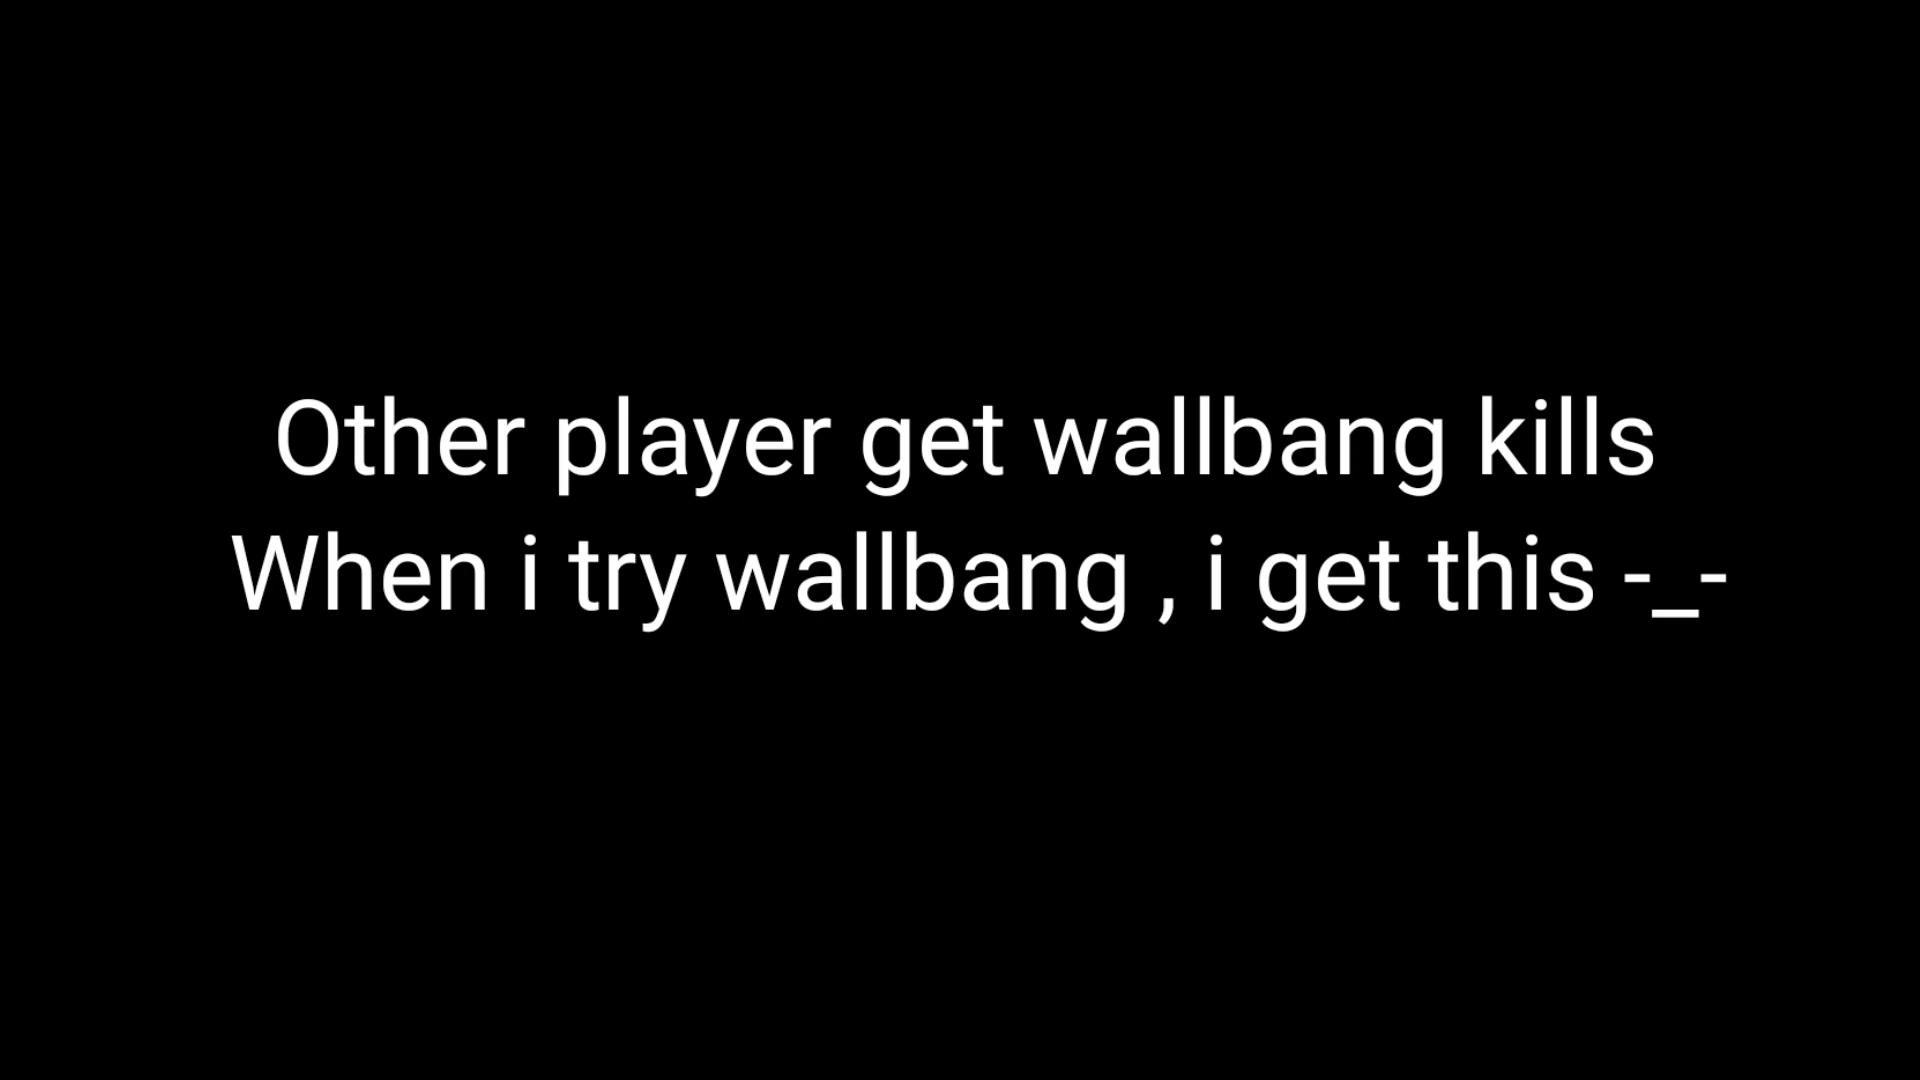 Other player get wallbang kills
When i try wallbang , i get this -_-